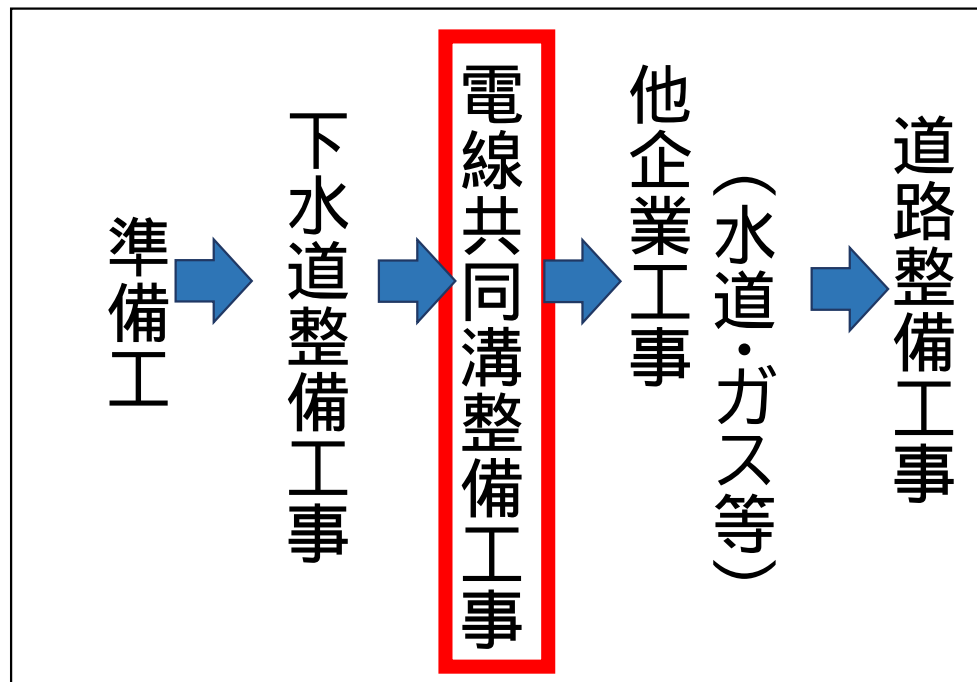 準備工
下水道整備工事
電線共同溝整備工事
他企業工事
（水道・ガス等）
道路整備工事